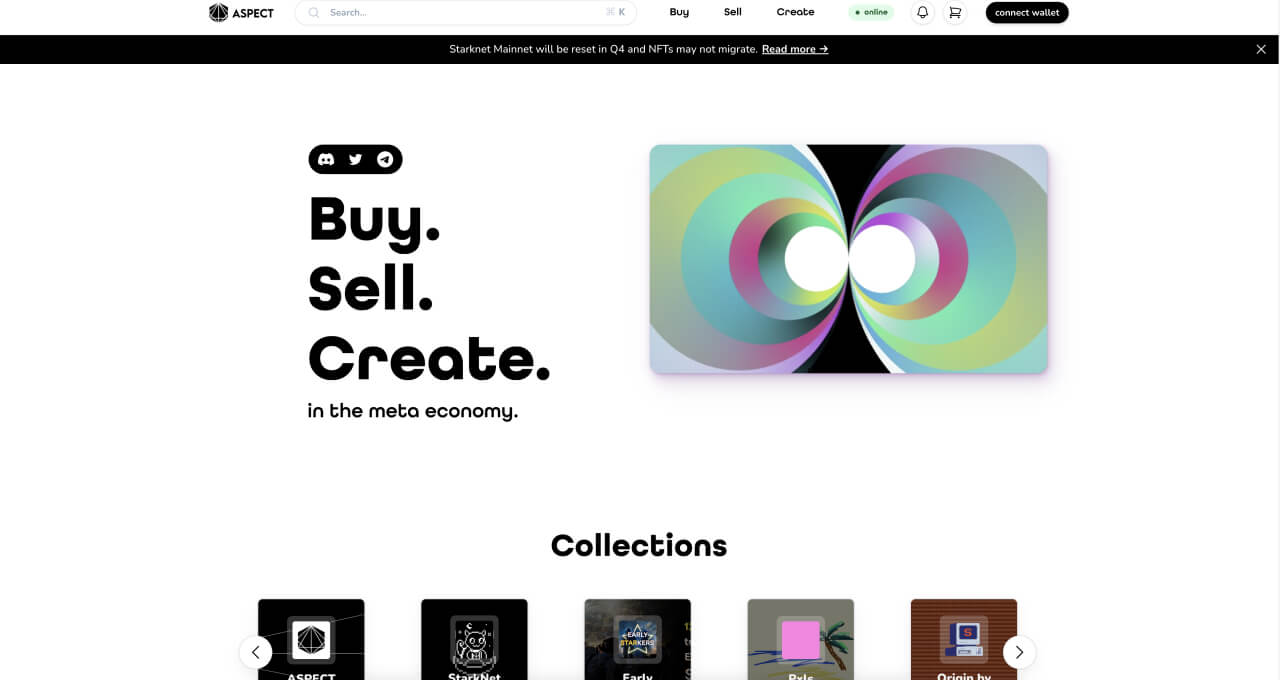 ASPECT
Search...
⌘ K
Buy
Sell
Create
online
connect wallet
Starknet Mainnet will be reset in Q4 and NFTs may not migrate. Read more →
Buy.
Sell.
Create.
in the meta economy.
Collections
EARLY
STARKERS
S
ASPECT
StarkNet
Early
Pxls
Origin by